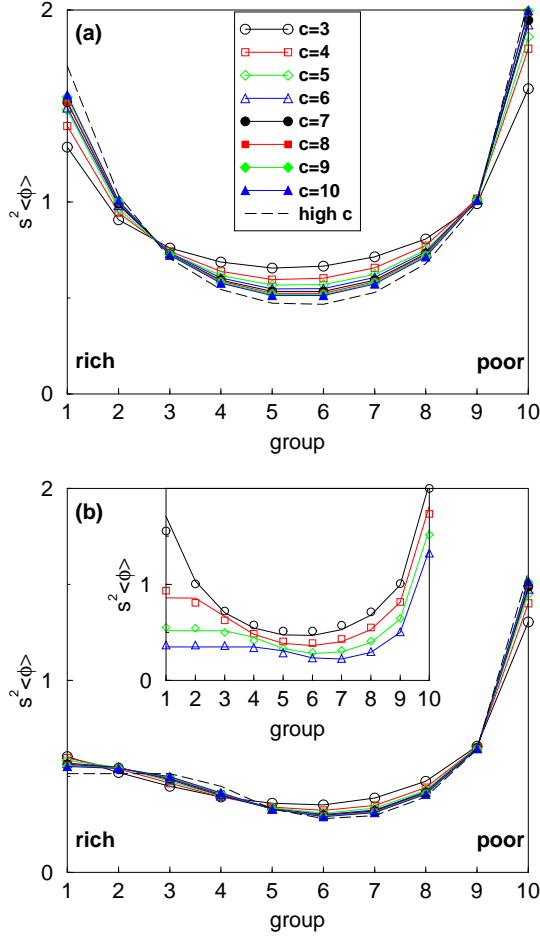 2
(a)
c=3
c=4
c=5
c=6
c=7
c=8
c=9
c=10
high c
s²<ϕ>
1
rich
poor
0
1 2 3 4 5 6 7 8 9 10
group
2
(b)
s²<ϕ>
1
0
1 2 3 4 5 6 7 8 9 10
group
s²<ϕ>
1
rich
poor
0
1 2 3 4 5 6 7 8 9 10
group